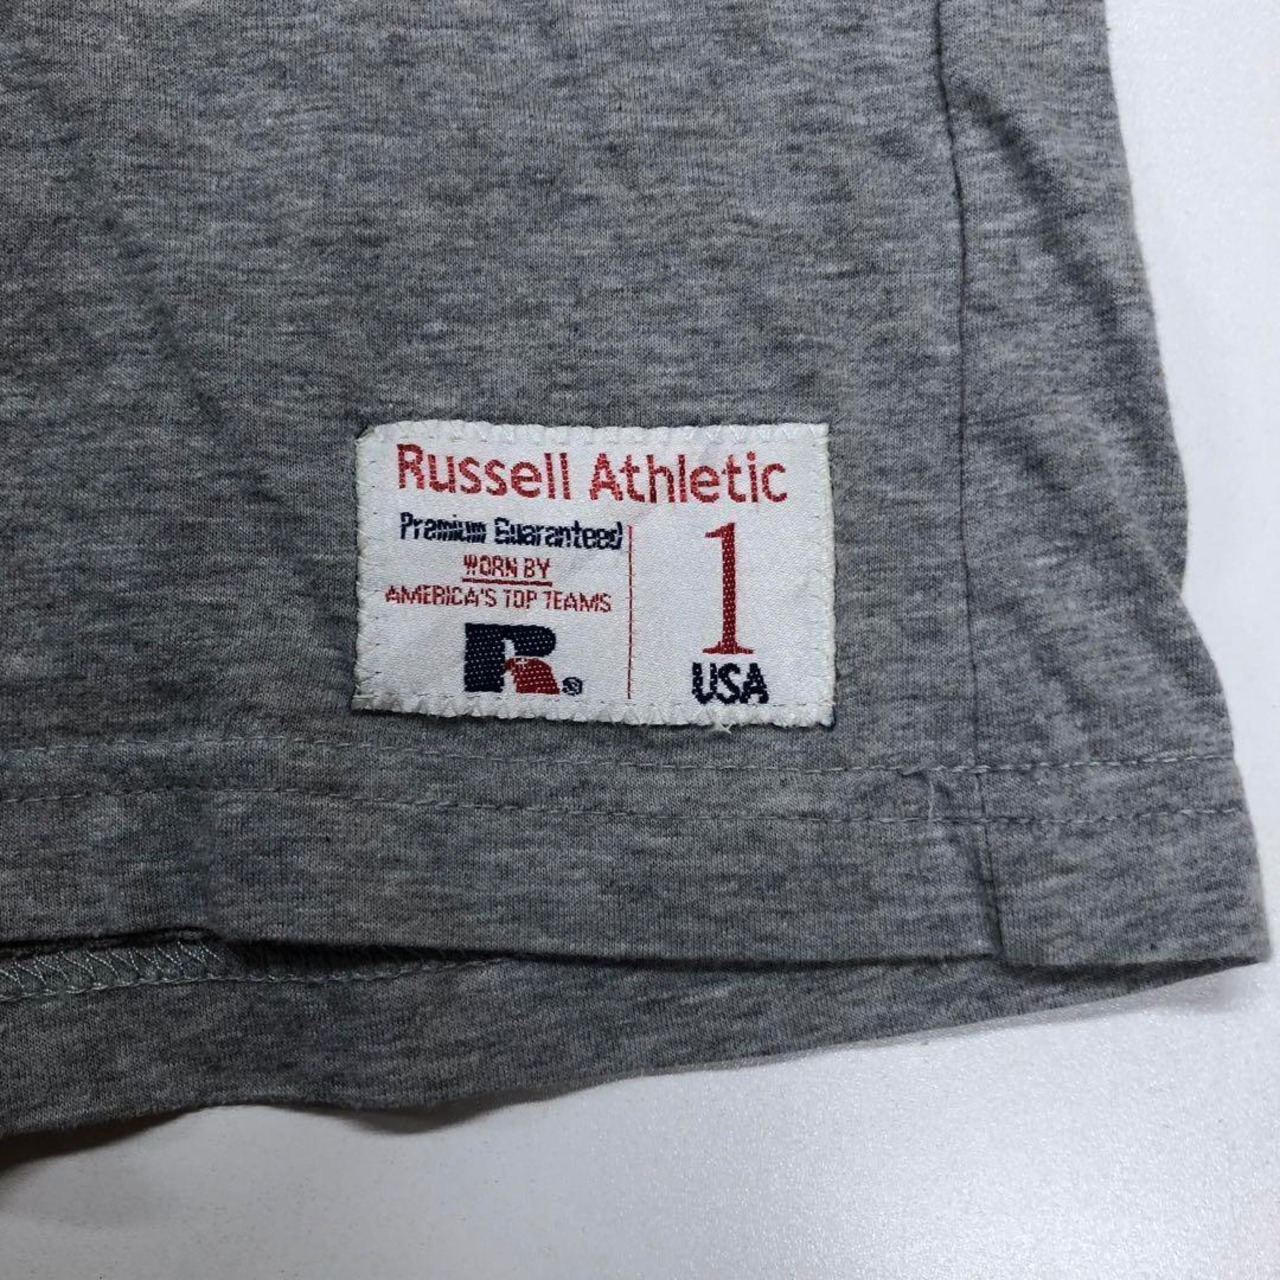 Russell Athletic
Premium Guaranteed
WORN BY
AMERICA'S TOP TEAMS
R®
1
USA